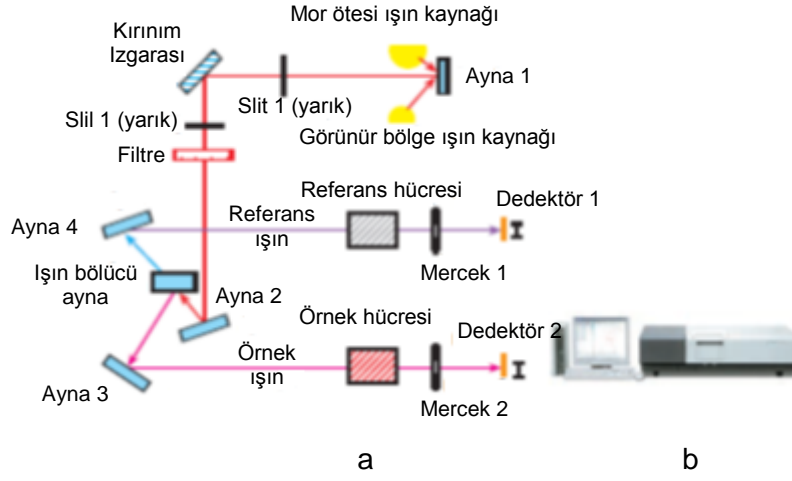 Mor ötesi ışın kaynağı
Kırınım
Izgarası
Ayna 1
Slit 1 (yarık)
Slil 1 (yarık)
Görünür bölge ışın kaynağı
Filtre
Referans hücresi
Dedektör 1
Ayna 4
Referans
ışın
Mercek 1
Işın bölücü
ayna
Ayna 2
Örnek hücresi
Dedektör 2
Örnek
ışın
Ayna 3
Mercek 2
a
b